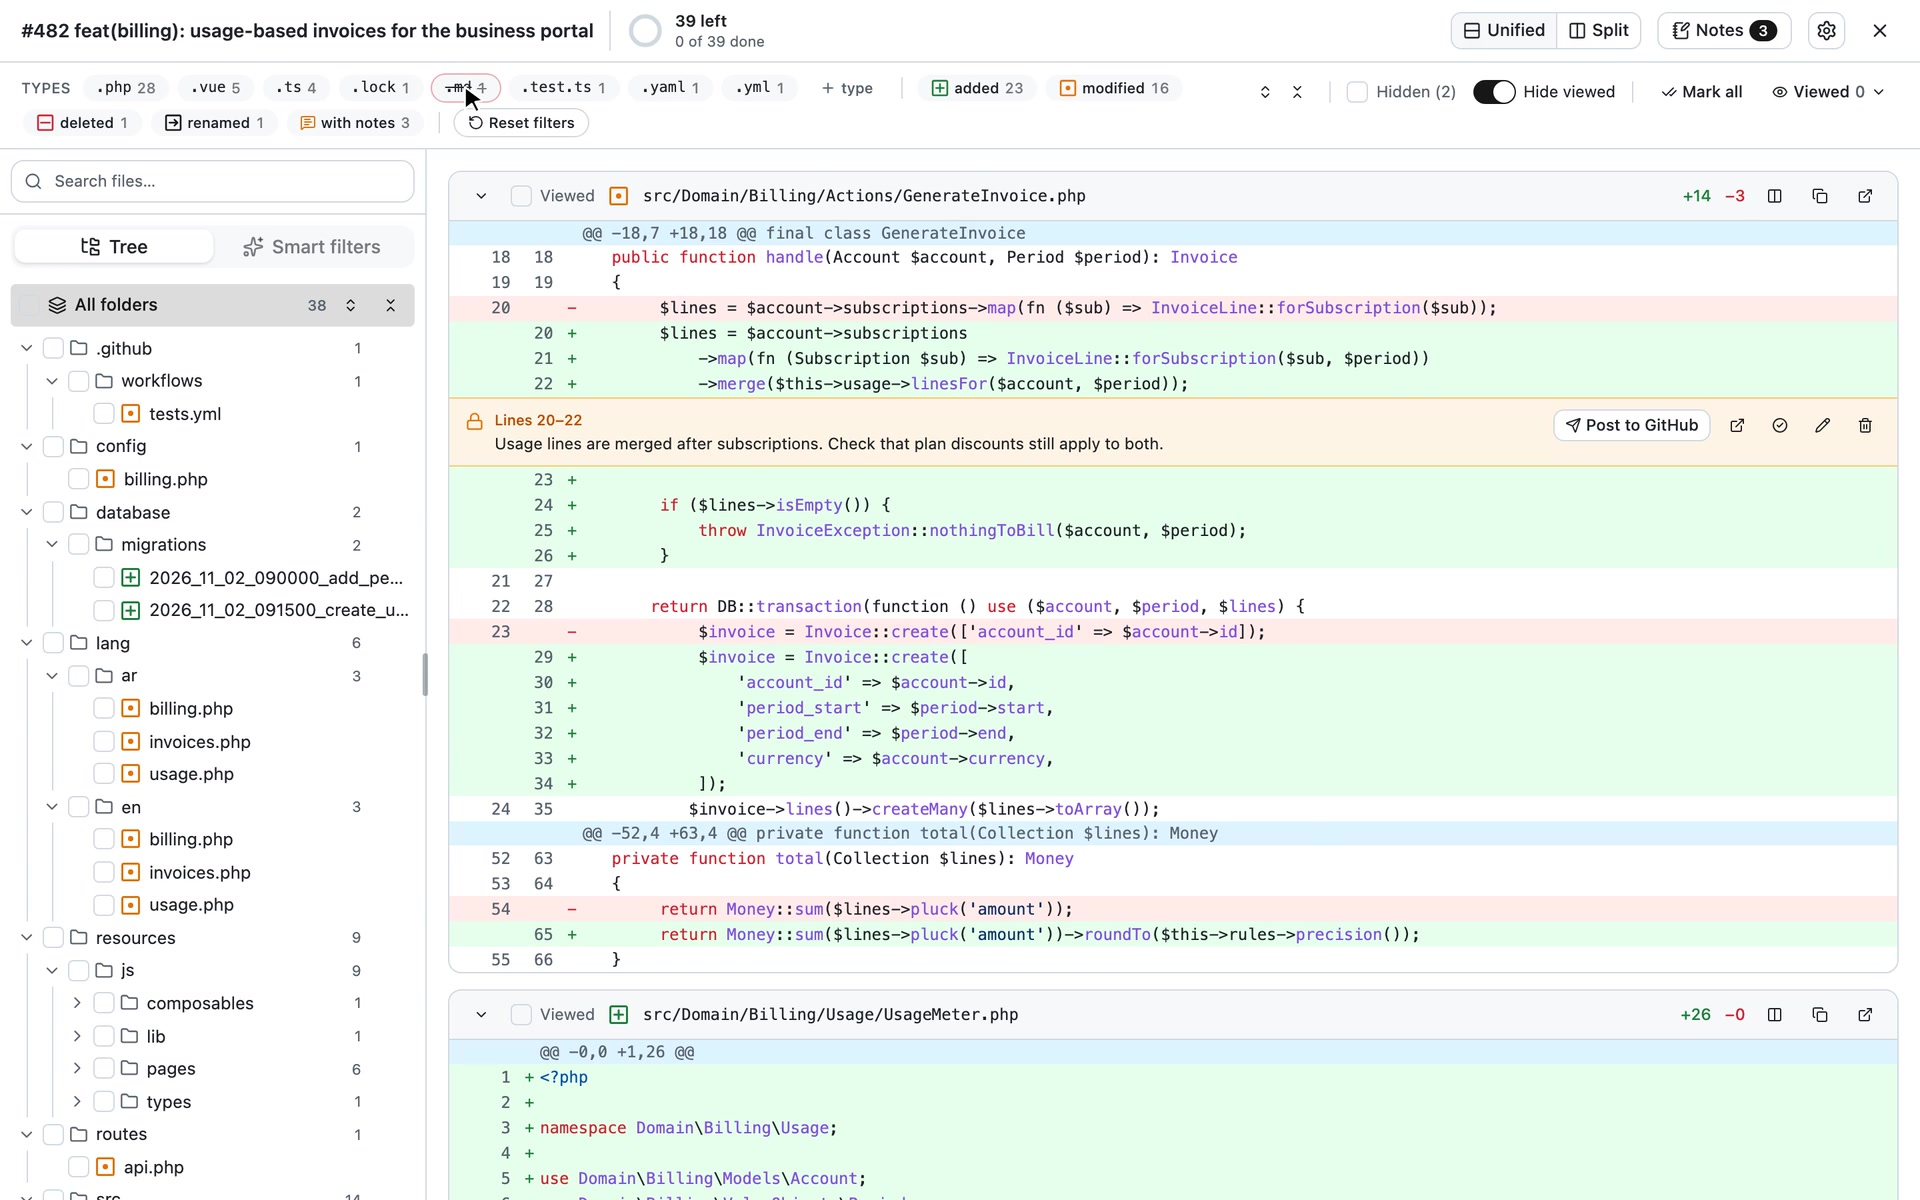 #482 feat(billing): usage-based invoices for the business portal
39 left
0 of 39 done
Unified
Split
Notes 3
TYPES .php 28 .vue 5 .ts 4 .lock 1 .md 1 .test.ts 1 .yaml 1 .yml 1 + type added 23 modified 16
Hidden (2) Hide viewed Mark all Viewed 0
deleted 1 renamed 1 with notes 3 Reset filters
Search files...
Tree
Smart filters
All folders 38
.github 1
workflows 1
tests.yml
config 1
billing.php
database 2
migrations 2
2026_11_02_090000_add_pe...
2026_11_02_091500_create_u...
lang 6
ar 3
billing.php
invoices.php
usage.php
en 3
billing.php
invoices.php
usage.php
resources 9
js 9
composables 1
lib 1
pages 6
types 1
routes 1
api.php
src 14
Viewed src/Domain/Billing/Actions/GenerateInvoice.php +14 −3
@@ −18,7 +18,18 @@ final class GenerateInvoice
18 18 public function handle(Account $account, Period $period): Invoice
19 19 {
20 − $lines = $account->subscriptions->map(fn ($sub) => InvoiceLine::forSubscription($sub));
20 + $lines = $account->subscriptions
21 + ->map(fn (Subscription $sub) => InvoiceLine::forSubscription($sub, $period))
22 + ->merge($this->usage->linesFor($account, $period));
Lines 20–22
Usage lines are merged after subscriptions. Check that plan discounts still apply to both.
Post to GitHub
23 +
24 + if ($lines->isEmpty()) {
25 + throw InvoiceException::nothingToBill($account, $period);
26 + }
21 27
22 28 return DB::transaction(function () use ($account, $period, $lines) {
23 − $invoice = Invoice::create(['account_id' => $account->id]);
29 + $invoice = Invoice::create([
30 + 'account_id' => $account->id,
31 + 'period_start' => $period->start,
32 + 'period_end' => $period->end,
33 + 'currency' => $account->currency,
34 + ]);
24 35 $invoice->lines()->createMany($lines->toArray());
@@ −52,4 +63,4 @@ private function total(Collection $lines): Money
52 63 private function total(Collection $lines): Money
53 64 {
54 − return Money::sum($lines->pluck('amount'));
65 + return Money::sum($lines->pluck('amount'))->roundTo($this->rules->precision());
55 66 }
Viewed src/Domain/Billing/Usage/UsageMeter.php +26 −0
@@ −0,0 +1,26 @@
1 + <?php
2 +
3 + namespace Domain\Billing\Usage;
4 +
5 + use Domain\Billing\Models\Account;